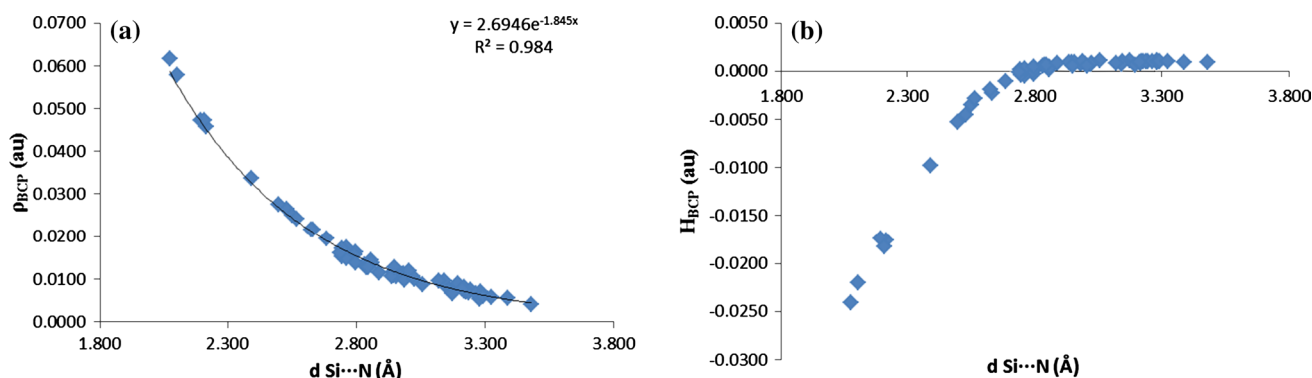 (a)
y = 2.6946e^-1.845x
R² = 0.984
0.0700
0.0600
0.0500
0.0400
0.0300
0.0200
0.0100
0.0000
1.800 2.300 2.800 3.300 3.800
ρBCP (au)
d Si···N (Å)
(b)
0.0050
0.0000
-0.0050
-0.0100
-0.0150
-0.0200
-0.0250
-0.0300
1.800 2.300 2.800 3.300 3.800
HBCP (au)
d Si···N (Å)